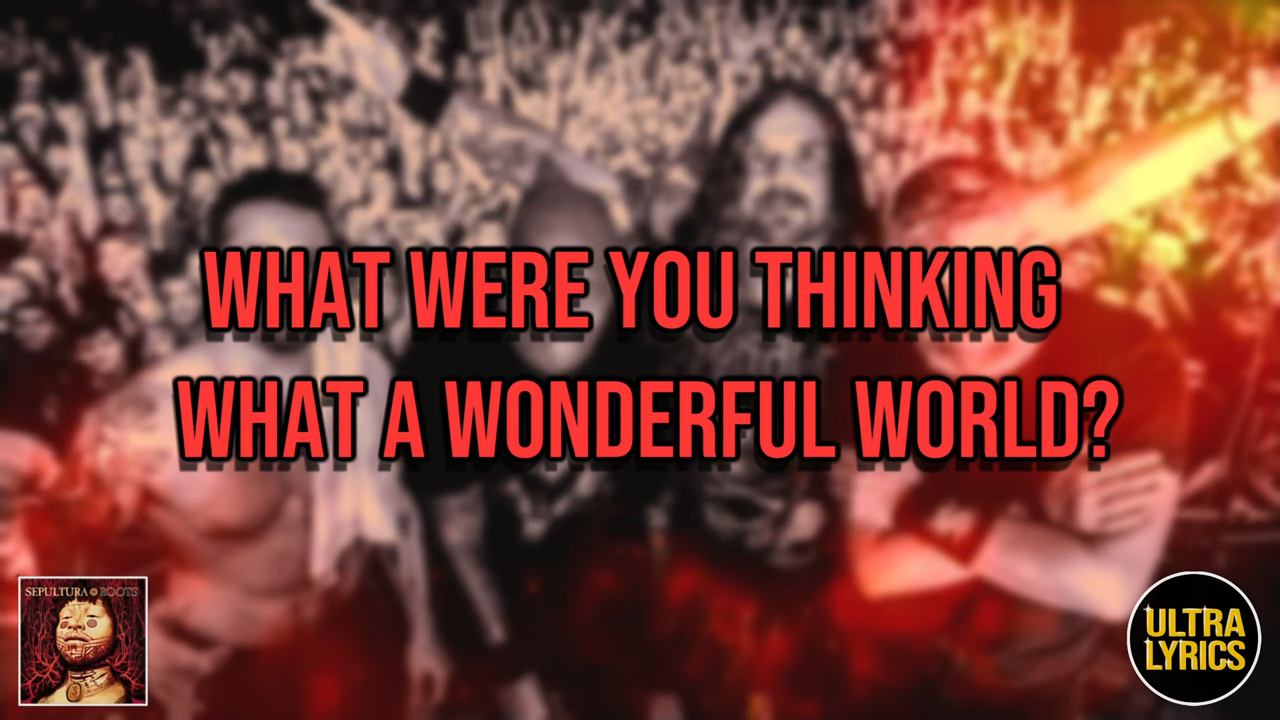 WHAT WERE YOU THINKING
WHAT A WONDERFUL WORLD?
SEPULTURA ROOTS
ULTRA
LYRICS